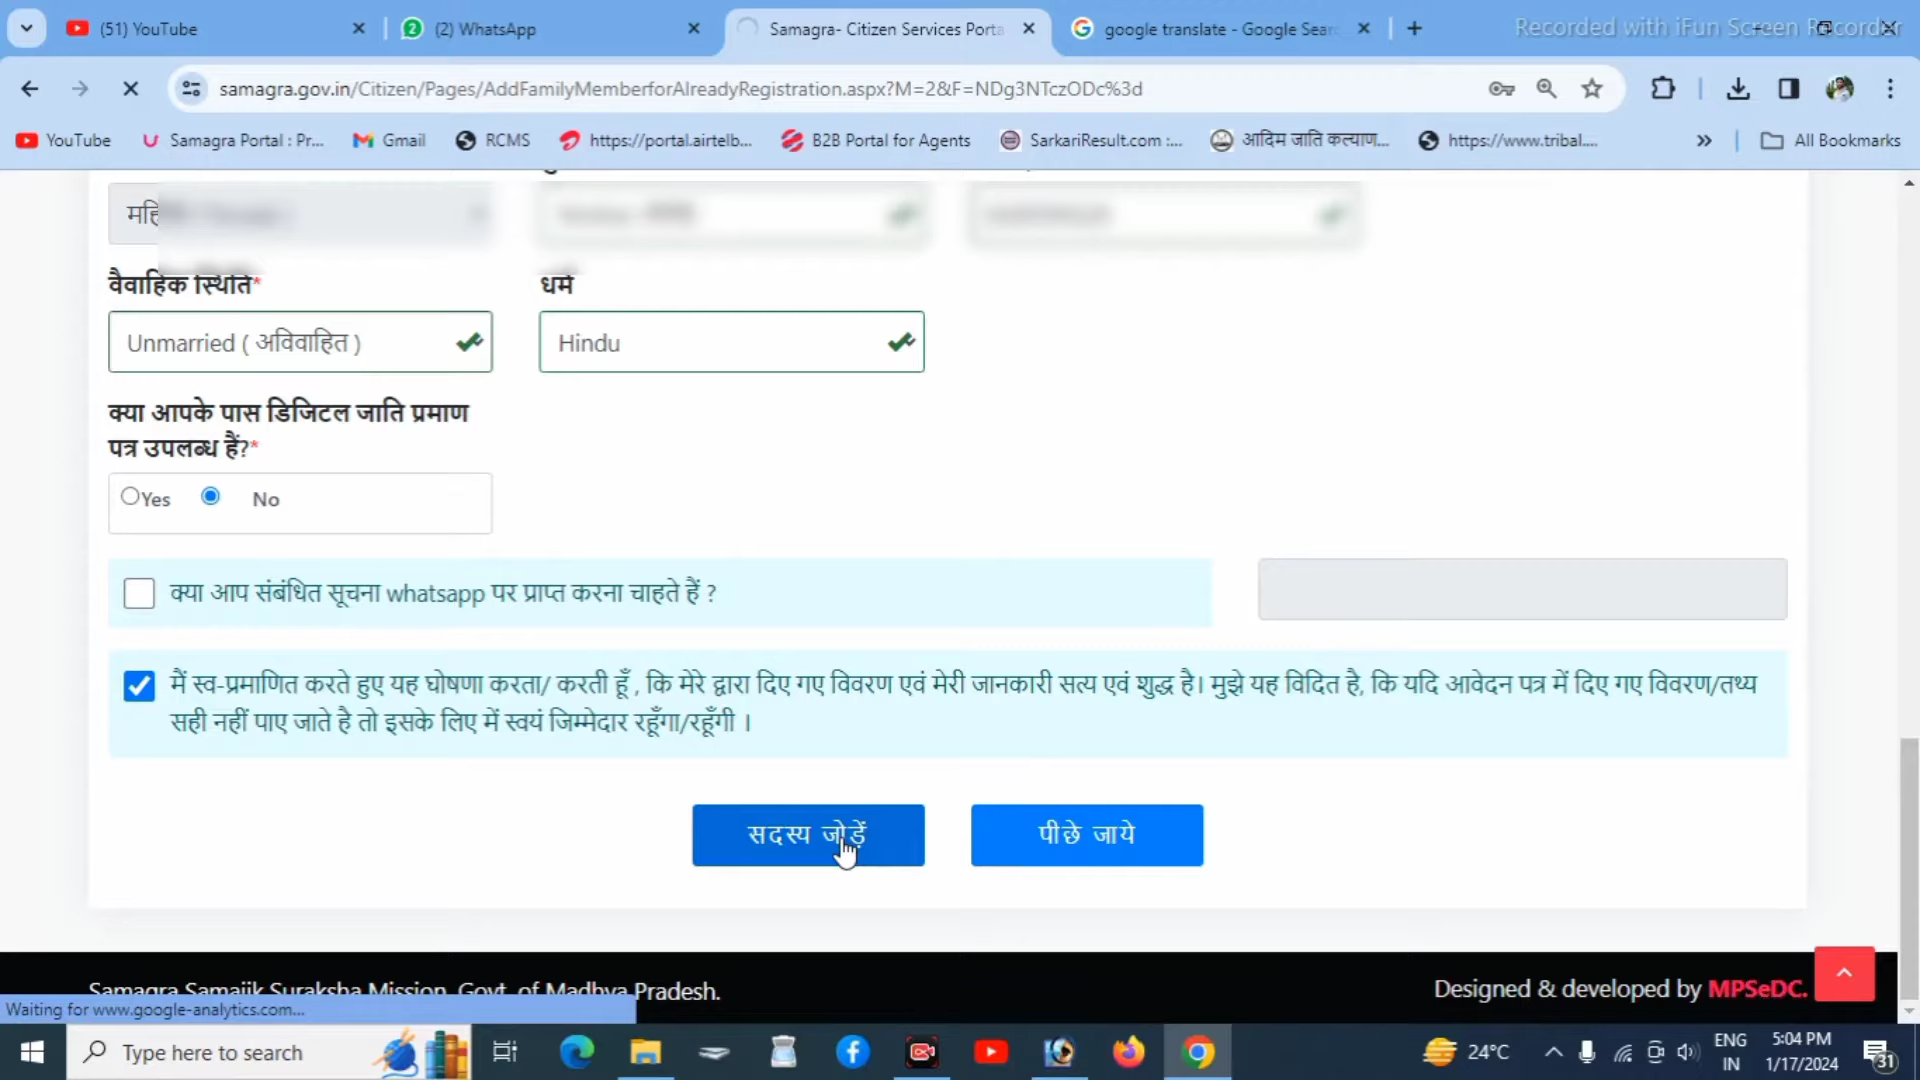 (51) YouTube
(2) WhatsApp
Samagra- Citizen Services Porta
google translate - Google Sear
Recorded with iFun Screen Recorder
samagra.gov.in/Citizen/Pages/AddFamilyMemberforAlreadyRegistration.aspx?M=2&F=NDg3NTczODc%3d
YouTube
Samagra Portal : Pr...
Gmail
RCMS
https://portal.airtelb...
B2B Portal for Agents
SarkariResult.com :...
आदिम जाति कल्याण...
https://www.tribal....
All Bookmarks
वैवाहिक स्थिति*
धर्म
Unmarried ( अविवाहित )
Hindu
क्या आपके पास डिजिटल जाति प्रमाण
पत्र उपलब्ध हैं?*
Yes
No
क्या आप संबंधित सूचना whatsapp पर प्राप्त करना चाहते हैं ?
मैं स्व-प्रमाणित करते हुए यह घोषणा करता/ करती हूँ , कि मेरे द्वारा दिए गए विवरण एवं मेरी जानकारी सत्य एवं शुद्ध है। मुझे यह विदित है, कि यदि आवेदन पत्र में दिए गए विवरण/तथ्य
सही नहीं पाए जाते है तो इसके लिए में स्वयं जिम्मेदार रहूँगा/रहूँगी ।
सदस्य जोड़ें
पीछे जाये
Samagra Samajik Suraksha Mission, Govt. of Madhya Pradesh.
Designed & developed by MPSeDC.
Waiting for www.google-analytics.com...
Type here to search
24°C
ENG
IN
5:04 PM
1/17/2024
31